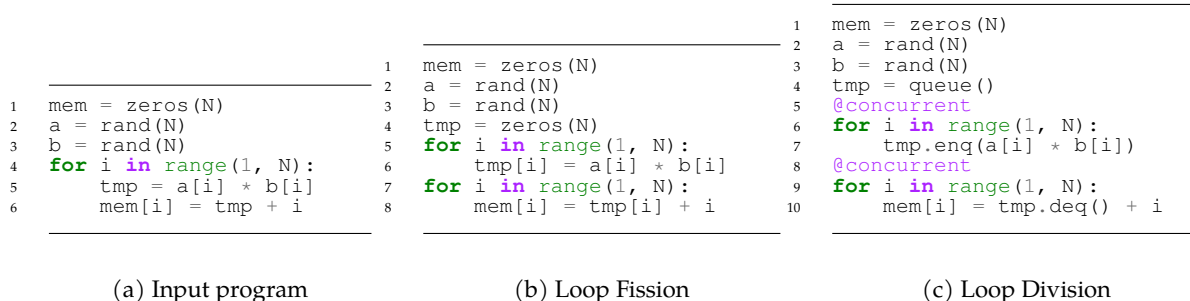 1 mem = zeros(N)
2 a = rand(N)
3 b = rand(N)
4 for i in range(1, N):
5     tmp = a[i] * b[i]
6     mem[i] = tmp + i
(a) Input program
1 mem = zeros(N)
2 a = rand(N)
3 b = rand(N)
4 tmp = zeros(N)
5 for i in range(1, N):
6     tmp[i] = a[i] * b[i]
7 for i in range(1, N):
8     mem[i] = tmp[i] + i
(b) Loop Fission
1 mem = zeros(N)
2 a = rand(N)
3 b = rand(N)
4 tmp = queue()
5 @concurrent
6 for i in range(1, N):
7     tmp.enq(a[i] * b[i])
8 @concurrent
9 for i in range(1, N):
10     mem[i] = tmp.deq() + i
(c) Loop Division